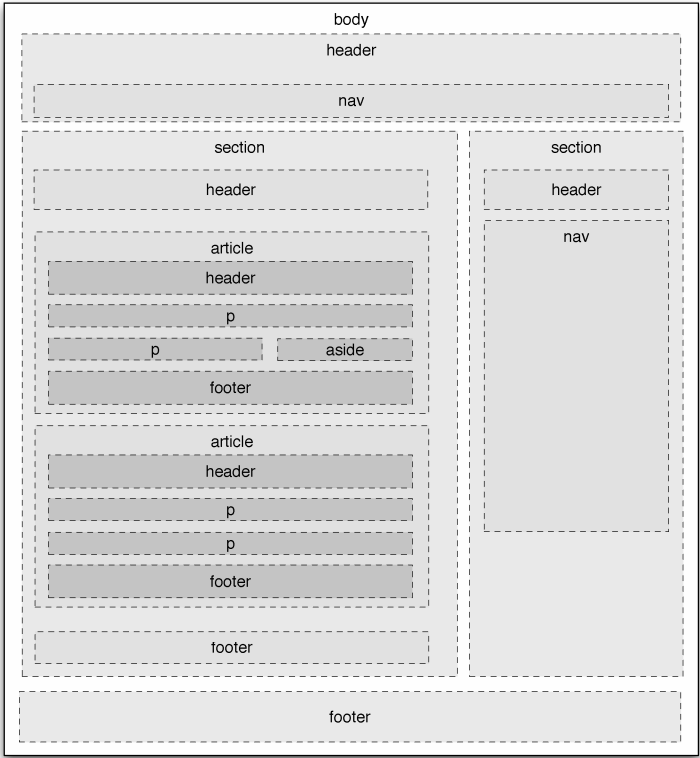 body
header
nav
section
header
article
header
p
p
aside
footer
article
header
p
p
footer
footer
section
header
nav
footer